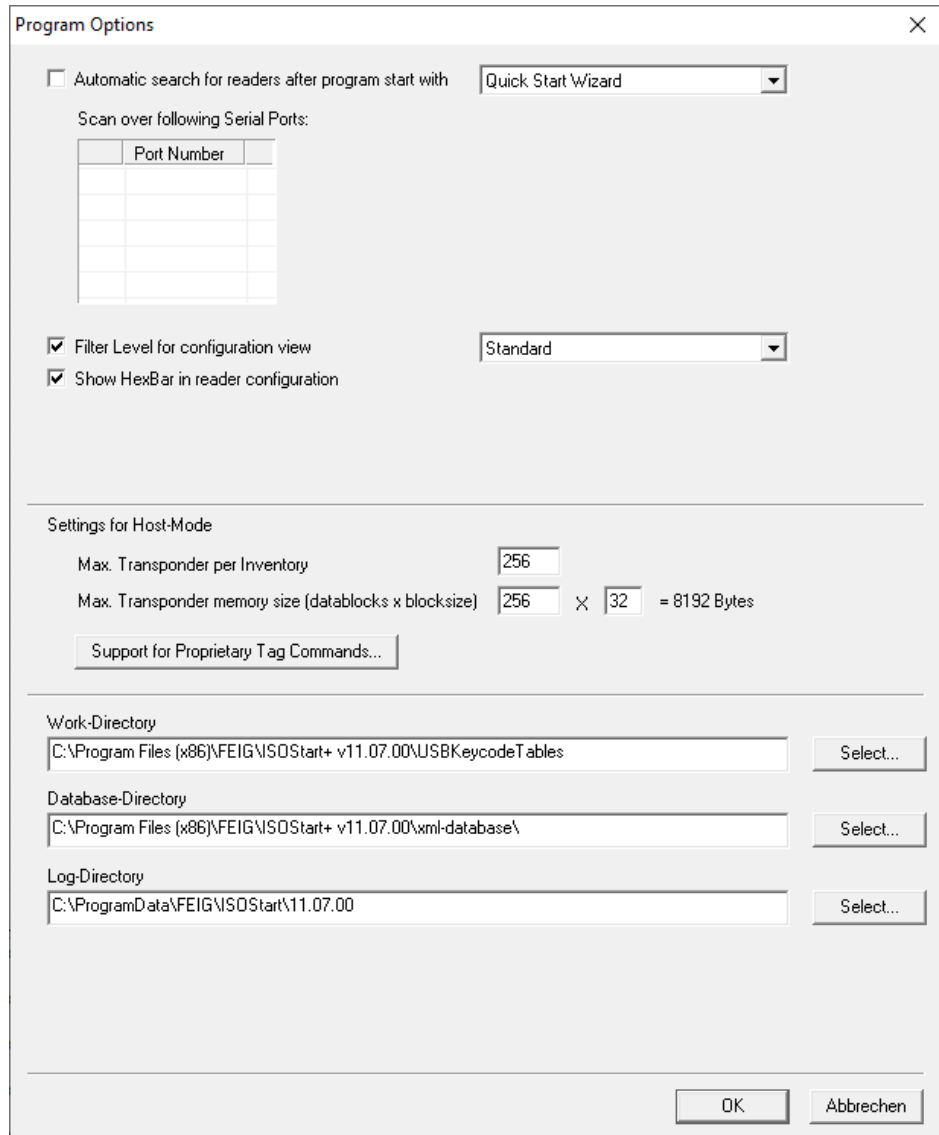 Program Options
Automatic search for readers after program start with Quick Start Wizard
Scan over following Serial Ports:
Port Number
Filter Level for configuration view Standard
Show HexBar in reader configuration
Settings for Host-Mode
Max. Transponder per Inventory 256
Max. Transponder memory size (datablocks x blocksize) 256 X 32 = 8192 Bytes
Support for Proprietary Tag Commands...
Work-Directory
C:\Program Files (x86)\FEIG\ISOStart+ v11.07.00\USBKeycodeTables Select...
Database-Directory
C:\Program Files (x86)\FEIG\ISOStart+ v11.07.00\xml-database\ Select...
Log-Directory
C:\ProgramData\FEIG\ISOStart\11.07.00 Select...
OK Abbrechen